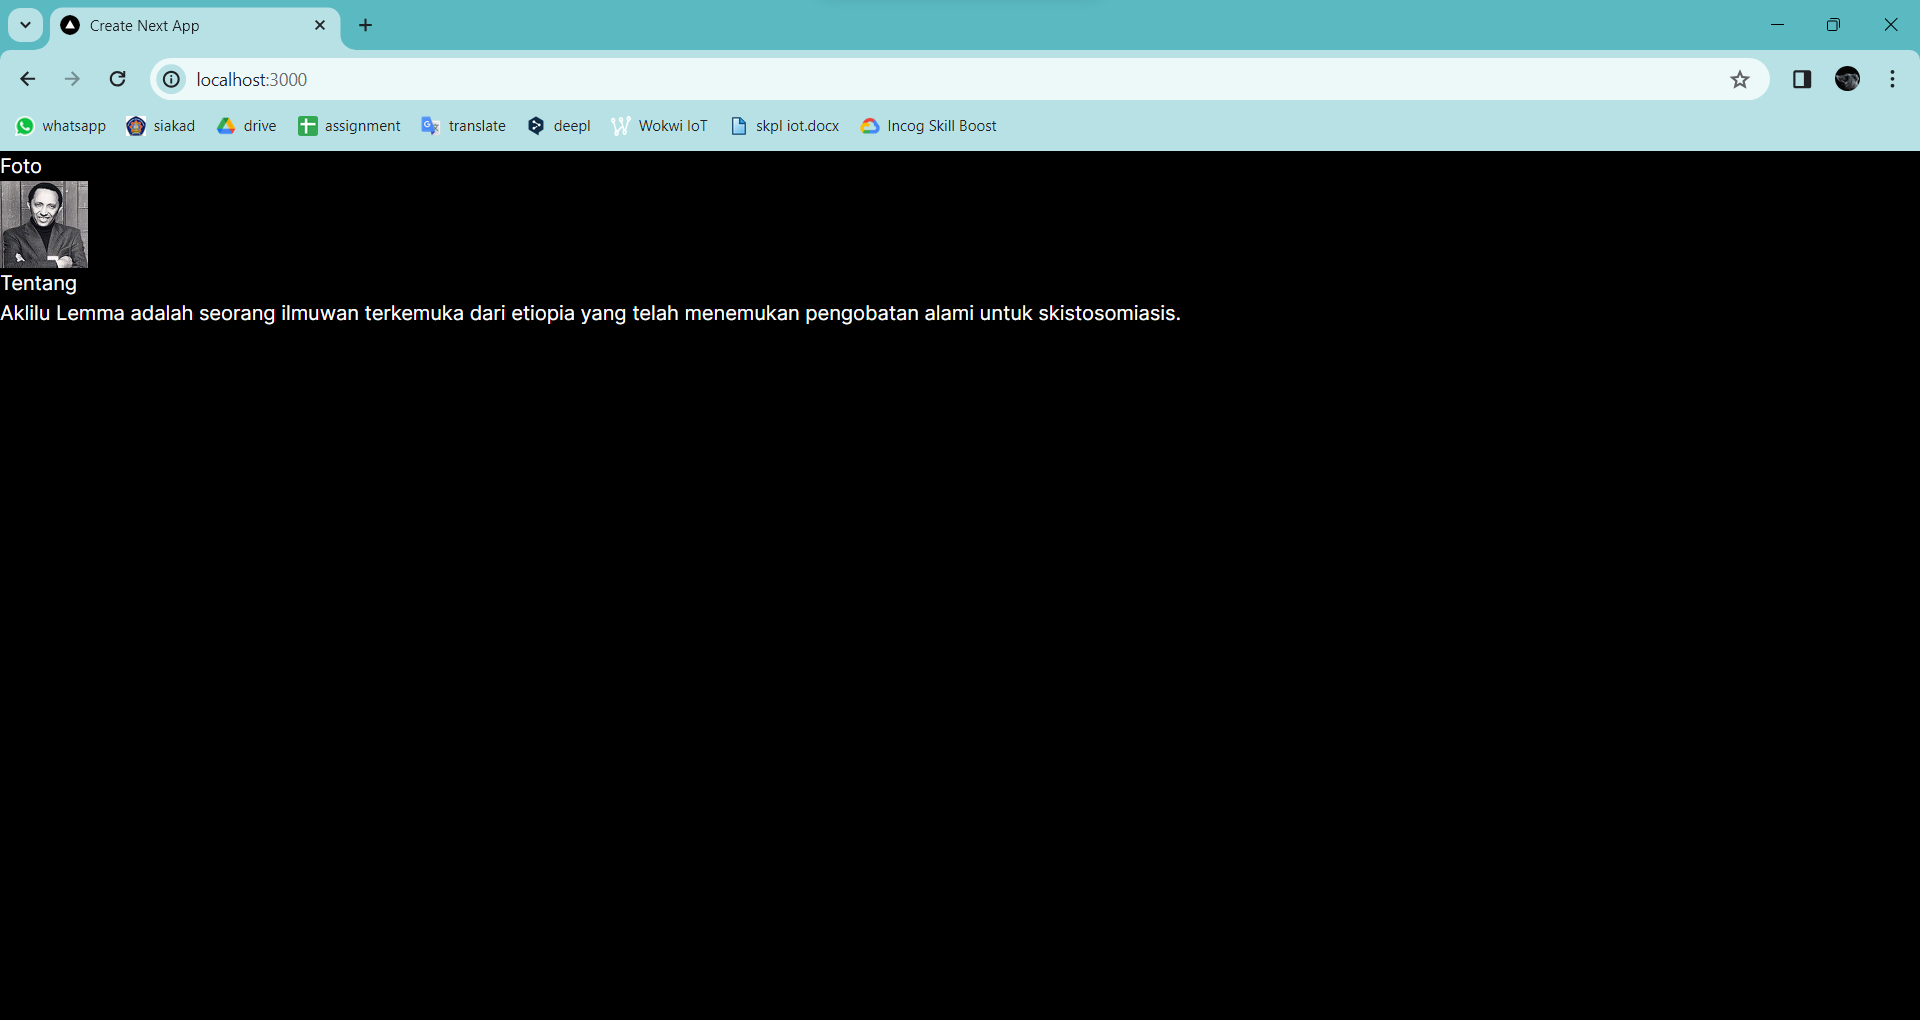 Create Next App
localhost:3000
whatsapp siakad drive assignment translate deepl Wokwi IoT skpl iot.docx Incog Skill Boost
Foto
Tentang
Aklilu Lemma adalah seorang ilmuwan terkemuka dari etiopia yang telah menemukan pengobatan alami untuk skistosomiasis.